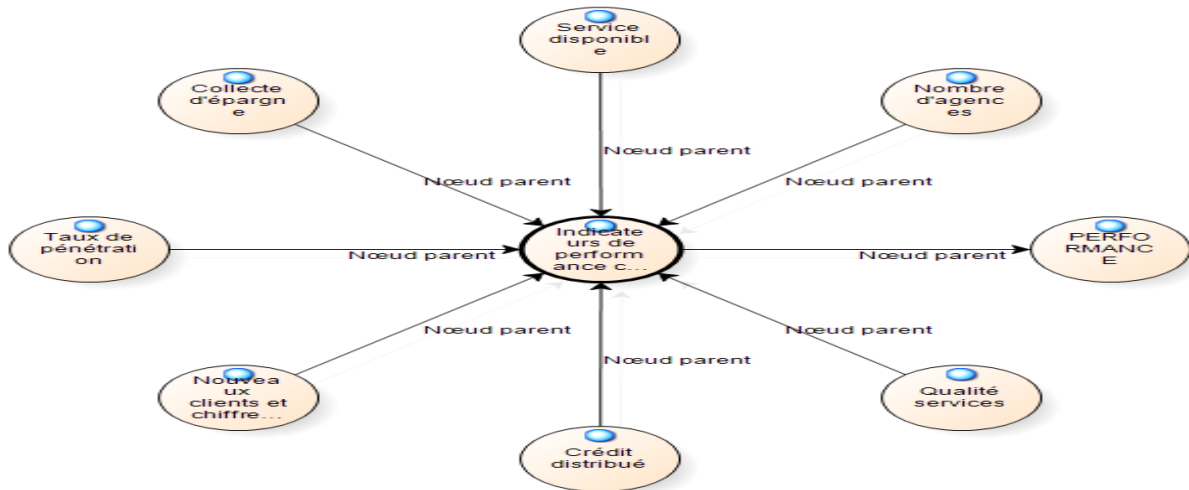 Service
disponibl
e
Collecte
d'épargn
e
Nombre
d'agenc
es
Nœud parent
Nœud parent
Nœud parent
Taux de
pénétrati
on
Nœud parent
Indicate
urs de
perform
ance c...
Nœud parent
PERFO
RMANC
E
Nœud parent
Nœud parent
Nœud parent
Nouvea
ux
clients et
chiffre...
Crédit
distribué
Qualité
services